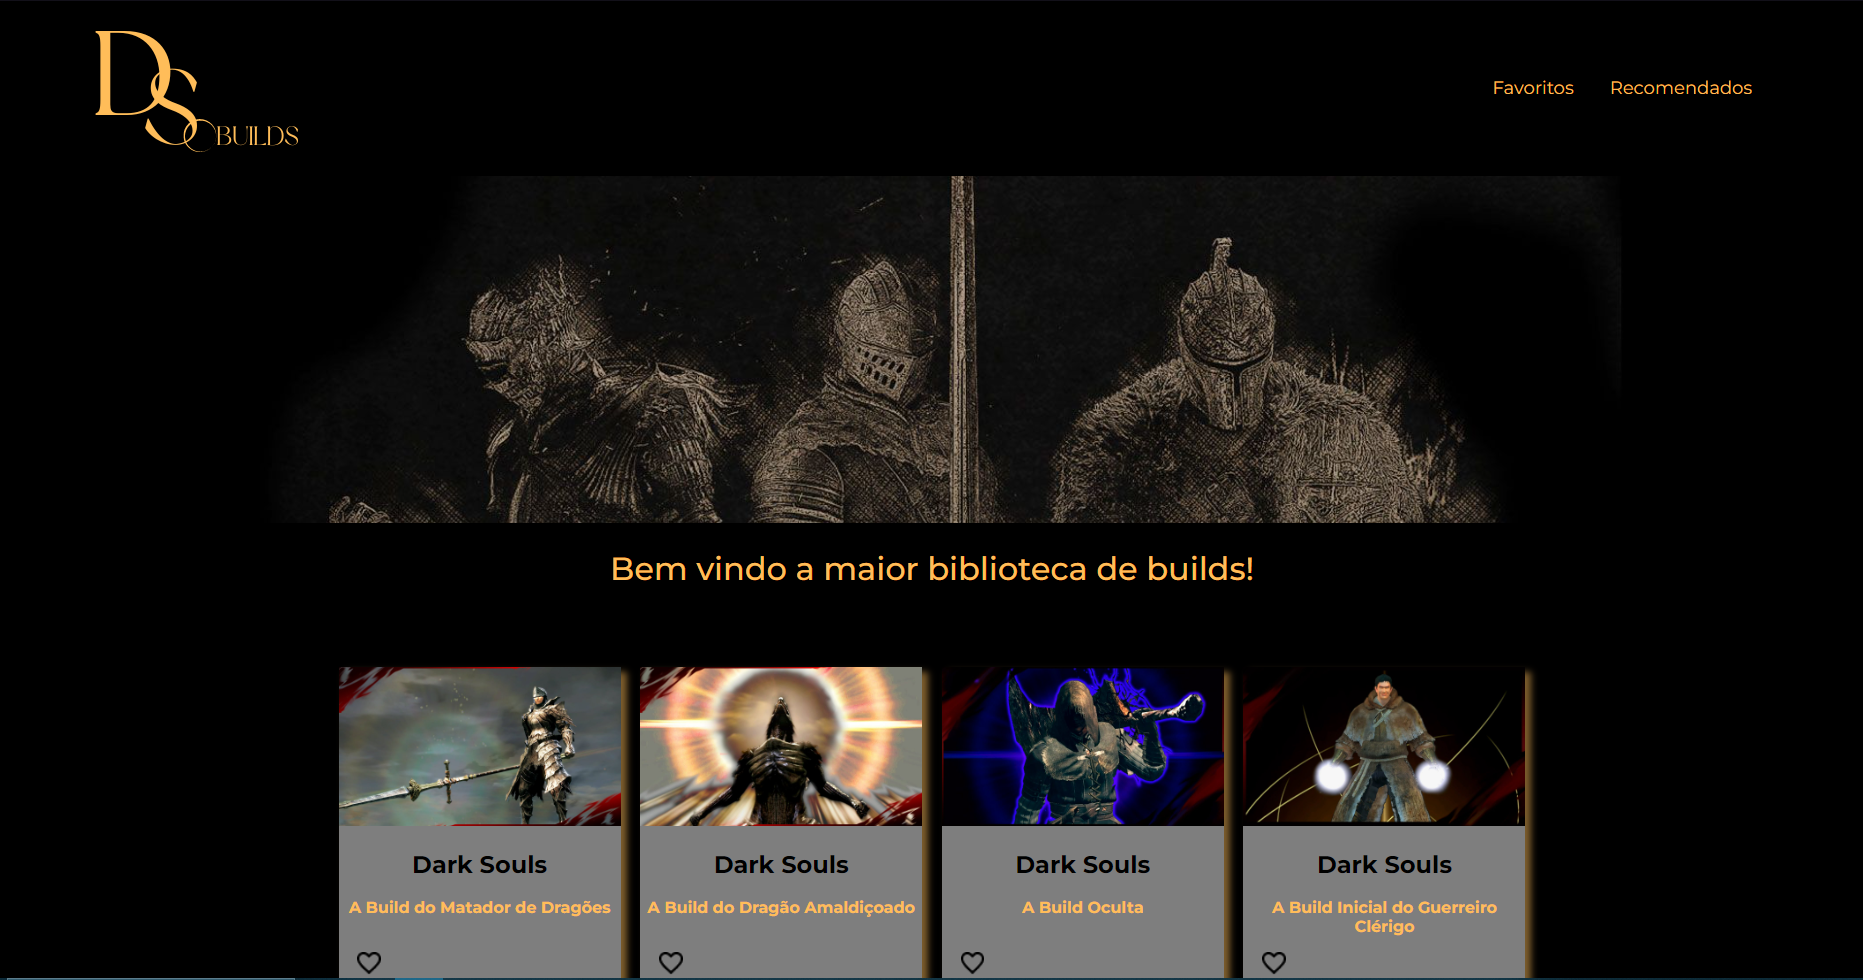 DS BUILDS
Favoritos Recomendados
Bem vindo a maior biblioteca de builds!
Dark Souls
A Build do Matador de Dragões
Dark Souls
A Build do Dragão Amaldiçoado
Dark Souls
A Build Oculta
Dark Souls
A Build Inicial do Guerreiro
Clérigo